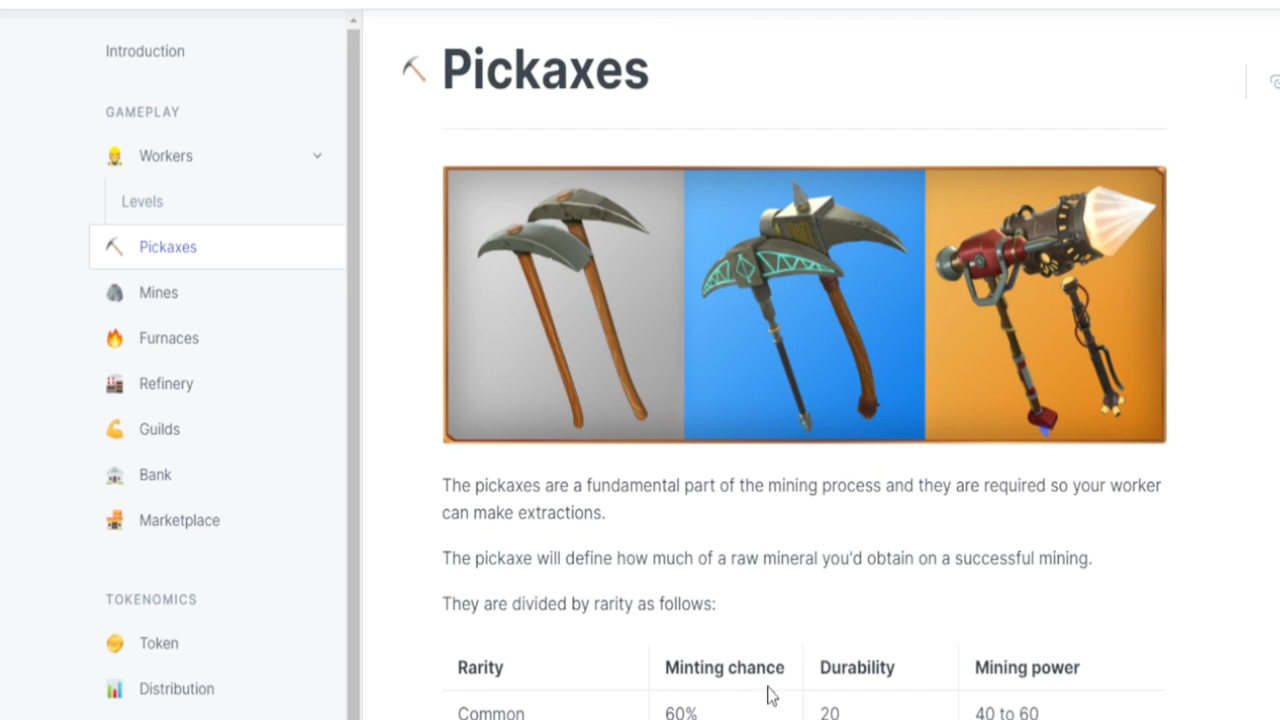 Introduction
GAMEPLAY
Workers
Levels
Pickaxes
Mines
Furnaces
Refinery
Guilds
Bank
Marketplace
TOKENOMICS
Token
Distribution
Pickaxes
The pickaxes are a fundamental part of the mining process and they are required so your worker
can make extractions.
The pickaxe will define how much of a raw mineral you'd obtain on a successful mining.
They are divided by rarity as follows:
Rarity Minting chance Durability Mining power
Common 60% 20 40 to 60